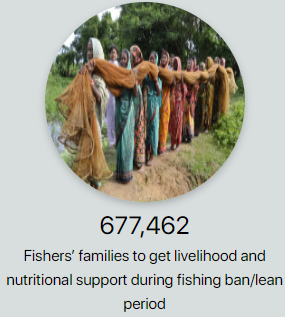 677,462
Fishers’ families to get livelihood and
nutritional support during fishing ban/lean
period